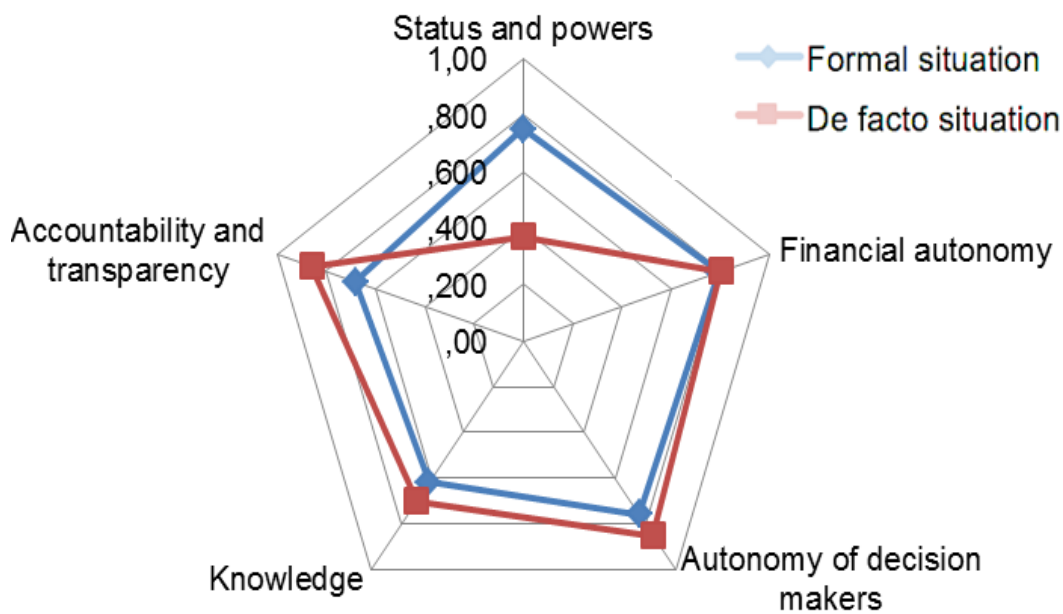 Status and powers
1,00
,800
,600
,400
,200
,00
Formal situation
De facto situation
Accountability and
transparency
Financial autonomy
Knowledge
Autonomy of decision
makers